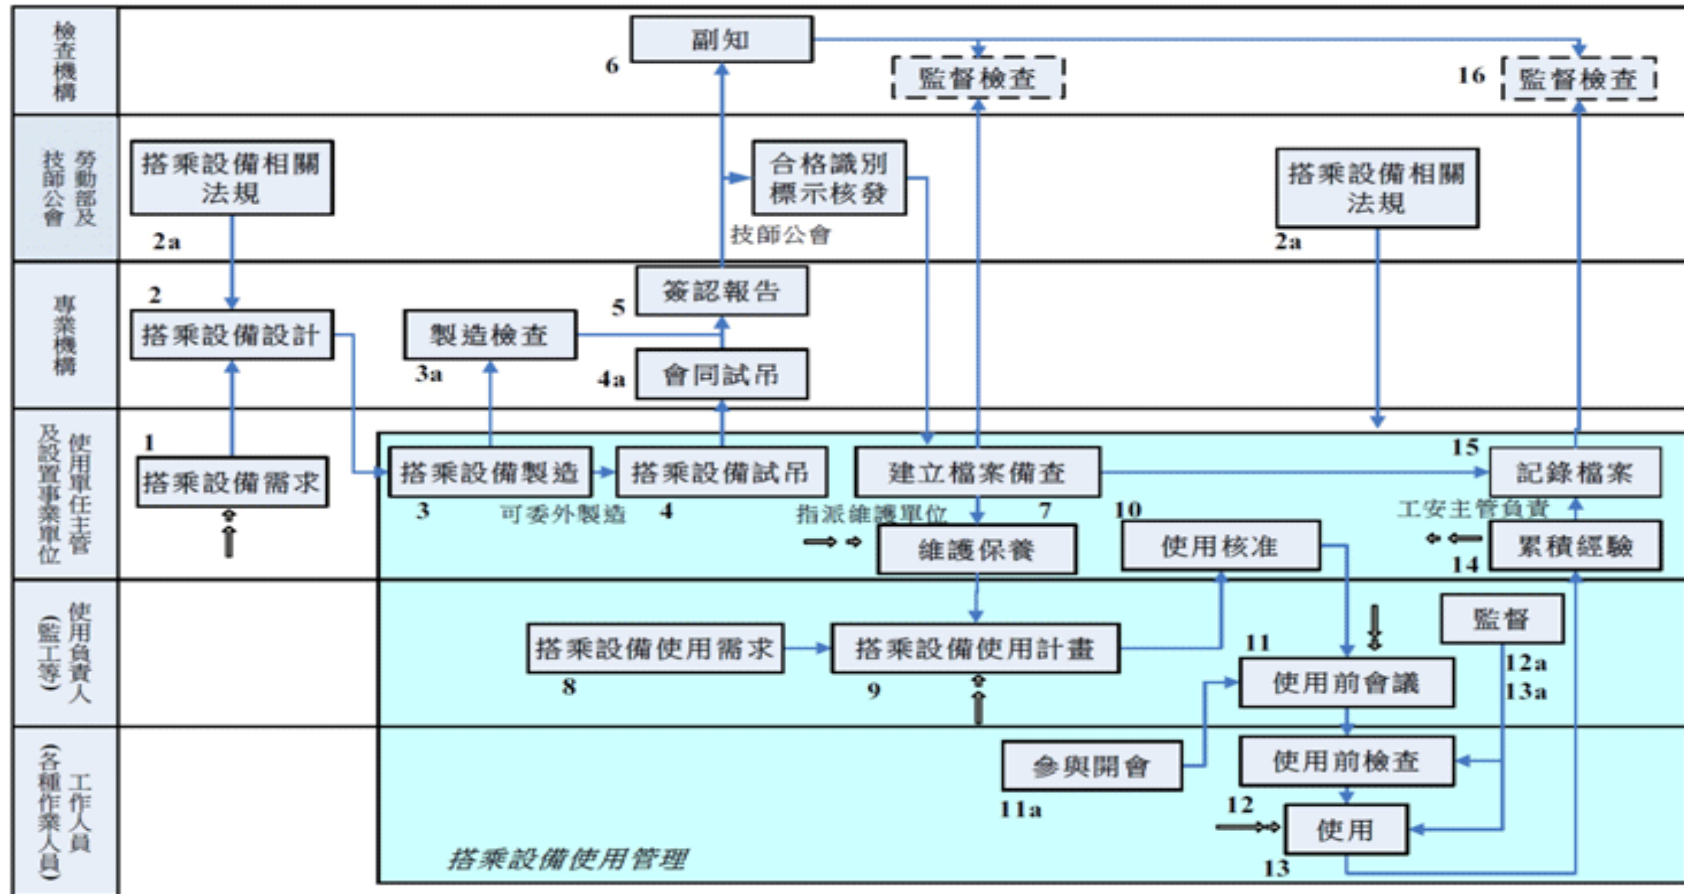 檢查機構
副知
6
監督檢查
16
監督檢查
勞動部及
技師公會
搭乘設備相關
法規
2a
合格識別
標示核發
技師公會
搭乘設備相關
法規
2a
專業機構
2
搭乘設備設計
製造檢查
3a
5
簽認報告
4a
會同試吊
使用單任主管
及設置事業單位
1
搭乘設備需求
搭乘設備製造
3
可委外製造
搭乘設備試吊
4
建立檔案備查
7
指派維護單位
維護保養
10
使用核准
15
記錄檔案
工安主管負責
14
累積經驗
使用負責人
(監工等)
搭乘設備使用需求
8
搭乘設備使用計畫
9
11
使用前會議
監督
12a
13a
工作人員
(各種作業人員)
參與開會
11a
使用前檢查
12
使用
13
搭乘設備使用管理